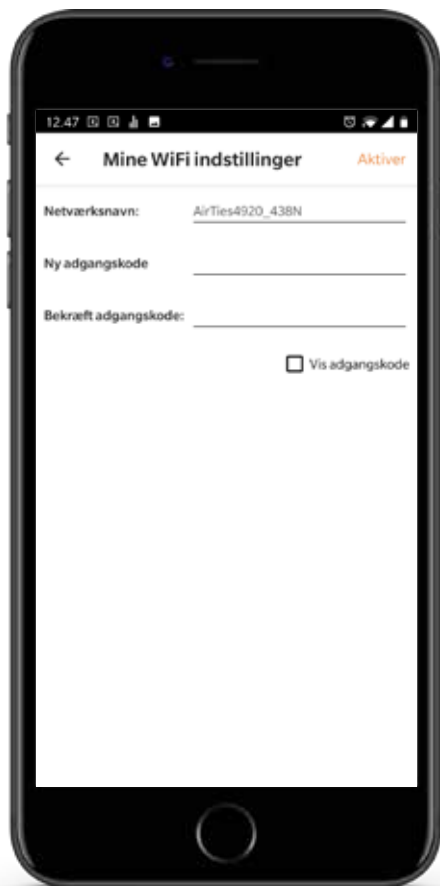 12.47
Mine WiFi indstillinger
Aktiver
Netværksnavn: AirTies4920_438N
Ny adgangskode
Bekræft adgangskode:
Vis adgangskode